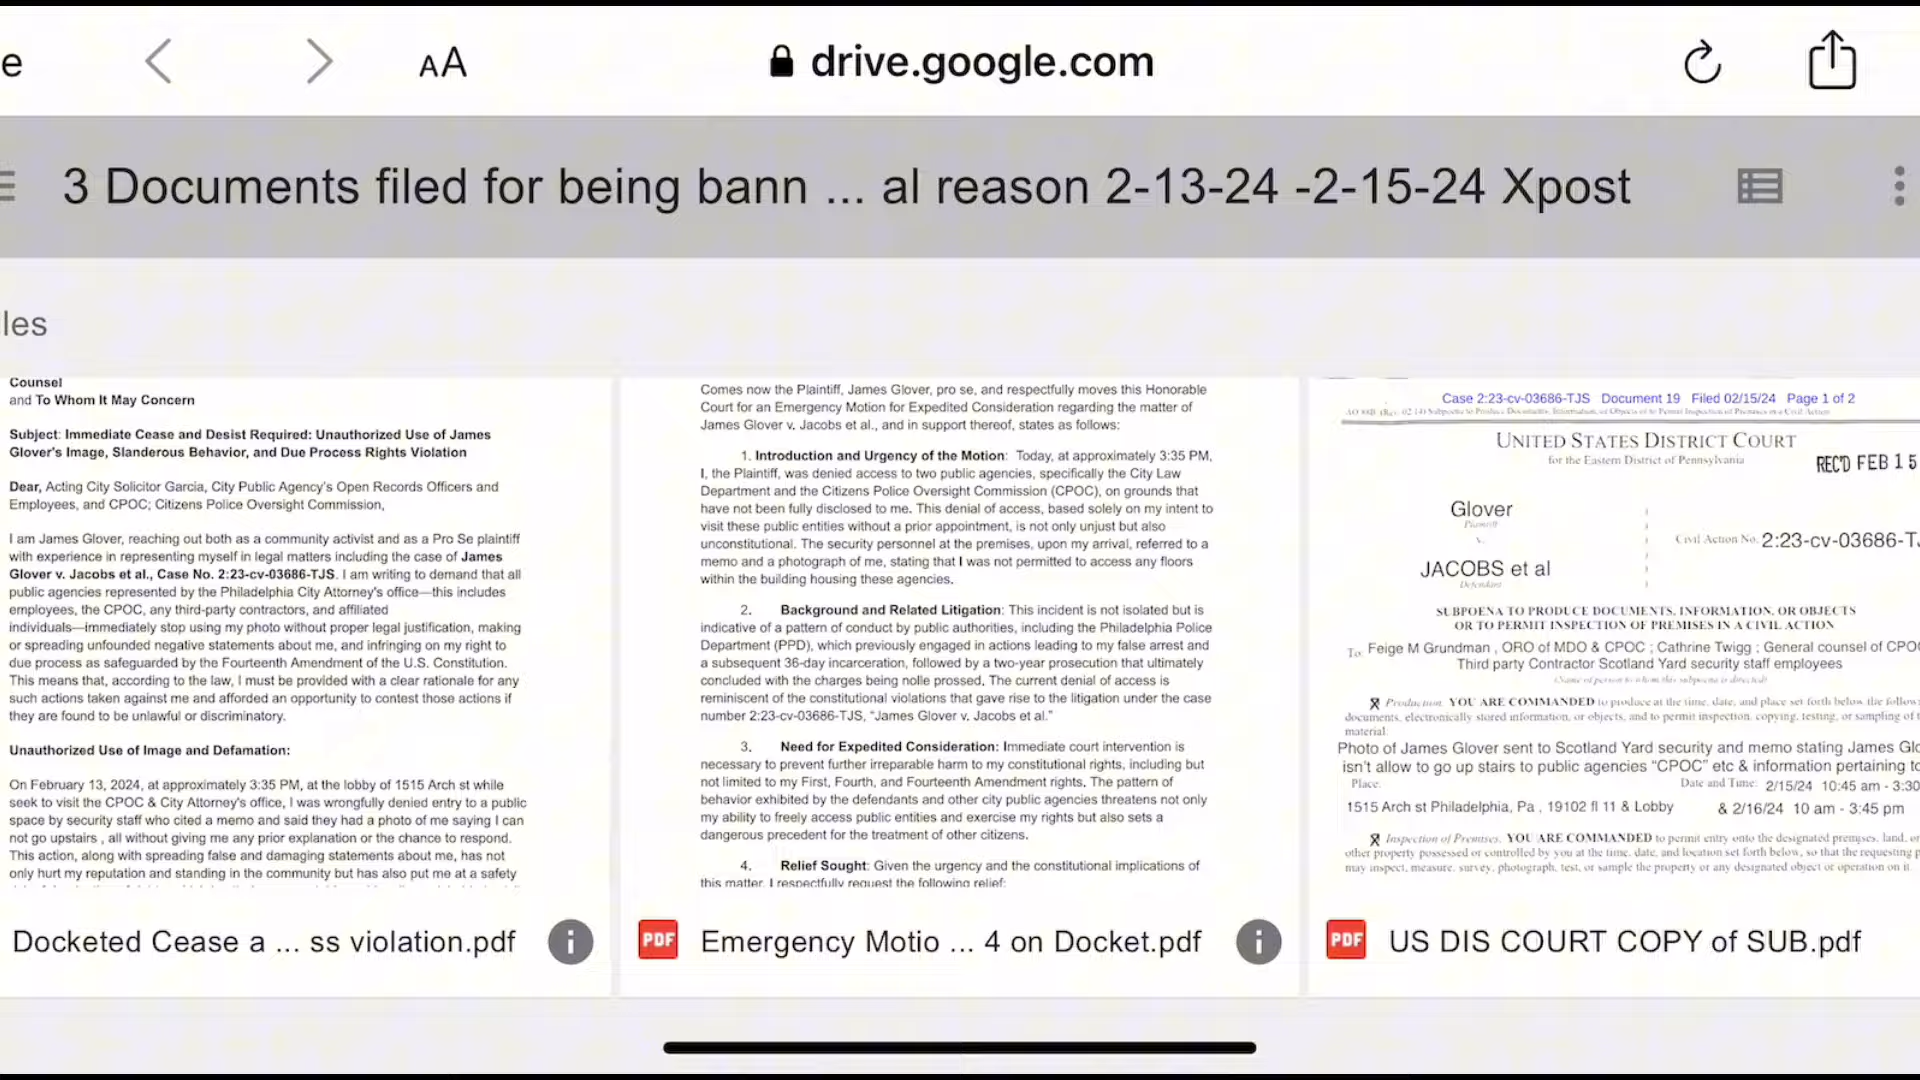 e
AA
drive.google.com
3 Documents filed for being bann ... al reason 2-13-24 -2-15-24 Xpost
les
Counsel
and To Whom It May Concern
Subject: Immediate Cease and Desist Required: Unauthorized Use of James
Glover's Image, Slanderous Behavior, and Due Process Rights Violation
Dear, Acting City Solicitor Garcia, City Public Agency's Open Records Officers and
Employees, and CPOC; Citizens Police Oversight Commission,
I am James Glover, reaching out both as a community activist and as a Pro Se plaintiff
with experience in representing myself in legal matters including the case of James
Glover v. Jacobs et al., Case No. 2:23-cv-03686-TJS. I am writing to demand that all
public agencies represented by the Philadelphia City Attorney's office—this includes
employees, the CPOC, any third-party contractors, and affiliated
individuals—immediately stop using my photo without proper legal justification, making
or spreading unfounded negative statements about me, and infringing on my right to
due process as safeguarded by the Fourteenth Amendment of the U.S. Constitution.
This means that, according to the law, I must be provided with a clear rationale for any
such actions taken against me and afforded an opportunity to contest those actions if
they are found to be unlawful or discriminatory.
Unauthorized Use of Image and Defamation:
On February 13, 2024, at approximately 3:35 PM, at the lobby of 1515 Arch st while
seek to visit the CPOC & City Attorney's office, I was wrongfully denied entry to a public
space by security staff who cited a memo and said they had a photo of me saying I can
not go upstairs , all without giving me any prior explanation or the chance to respond.
This action, along with spreading false and damaging statements about me, has not
only hurt my reputation and standing in the community but has also put me at a safety
Docketed Cease a ... ss violation.pdf
Comes now the Plaintiff, James Glover, pro se, and respectfully moves this Honorable
Court for an Emergency Motion for Expedited Consideration regarding the matter of
James Glover v. Jacobs et al., and in support thereof, states as follows:
1. Introduction and Urgency of the Motion: Today, at approximately 3:35 PM,
I, the Plaintiff, was denied access to two public agencies, specifically the City Law
Department and the Citizens Police Oversight Commission (CPOC), on grounds that
have not been fully disclosed to me. This denial of access, based solely on my intent to
visit these public entities without a prior appointment, is not only unjust but also
unconstitutional. The security personnel at the premises, upon my arrival, referred to a
memo and a photograph of me, stating that I was not permitted to access any floors
within the building housing these agencies.
2. Background and Related Litigation: This incident is not isolated but is
indicative of a pattern of conduct by public authorities, including the Philadelphia Police
Department (PPD), which previously engaged in actions leading to my false arrest and
a subsequent 36-day incarceration, followed by a two-year prosecution that ultimately
concluded with the charges being nolle prossed. The current denial of access is
reminiscent of the constitutional violations that gave rise to the litigation under the case
number 2:23-cv-03686-TJS, "James Glover v. Jacobs et al."
3. Need for Expedited Consideration: Immediate court intervention is
necessary to prevent further irreparable harm to my constitutional rights, including but
not limited to my First, Fourth, and Fourteenth Amendment rights. The pattern of
behavior exhibited by the defendants and other city public agencies threatens not only
my ability to freely access public entities and exercise my rights but also sets a
dangerous precedent for the treatment of other citizens.
4. Relief Sought: Given the urgency and the constitutional implications of
this matter, I respectfully request the following relief:
PDF
Emergency Motio ... 4 on Docket.pdf
Case 2:23-cv-03686-TJS Document 19 Filed 02/15/24 Page 1 of 2
AO 88B (Rev. 02/14) Subpoena to Produce Documents, Information, or Objects or to Permit Inspection of Premises in a Civil Action
UNITED STATES DISTRICT COURT
for the Eastern District of Pennsylvania
REC'D FEB 15
Glover
Plaintiff
v.
Civil Action No. 2:23-cv-03686-TJ
JACOBS et al
Defendant
SUBPOENA TO PRODUCE DOCUMENTS, INFORMATION, OR OBJECTS
OR TO PERMIT INSPECTION OF PREMISES IN A CIVIL ACTION
To: Feige M Grundman , ORO of MDO & CPOC ; Cathrine Twigg ; General counsel of CPO
Third party Contractor Scotland Yard security staff employees
(Name of person to whom this subpoena is directed)
Production: YOU ARE COMMANDED to produce at the time, date, and place set forth below the follow
documents, electronically stored information, or objects, and to permit inspection, copying, testing, or sampling of
material:
Photo of James Glover sent to Scotland Yard security and memo stating James Glo
isn't allow to go up stairs to public agencies "CPOC" etc & information pertaining to
Place:
Date and Time: 2/15/24 10:45 am - 3:30
1515 Arch st Philadelphia, Pa , 19102 fl 11 & Lobby
& 2/16/24 10 am - 3:45 pm
Inspection of Premises: YOU ARE COMMANDED to permit entry onto the designated premises, land, or
other property possessed or controlled by you at the time, date, and location set forth below, so that the requesting p
may inspect, measure, survey, photograph, test, or sample the property or any designated object or operation on it.
PDF
US DIS COURT COPY of SUB.pdf